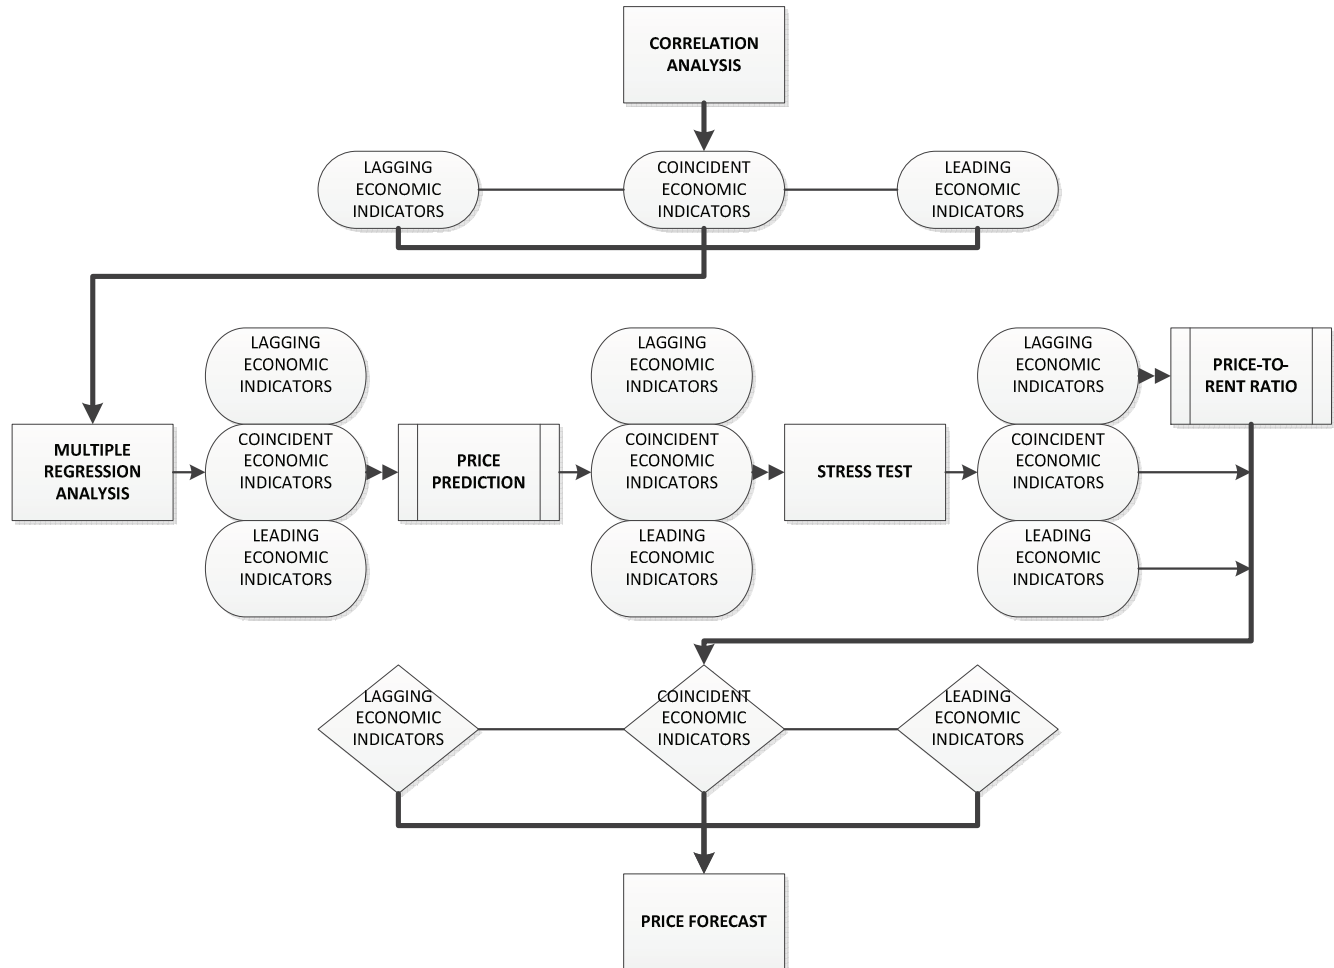 CORRELATION
ANALYSIS
LAGGING
ECONOMIC
INDICATORS
COINCIDENT
ECONOMIC
INDICATORS
LEADING
ECONOMIC
INDICATORS
MULTIPLE
REGRESSION
ANALYSIS
LAGGING
ECONOMIC
INDICATORS
COINCIDENT
ECONOMIC
INDICATORS
LEADING
ECONOMIC
INDICATORS
PRICE
PREDICTION
LAGGING
ECONOMIC
INDICATORS
COINCIDENT
ECONOMIC
INDICATORS
LEADING
ECONOMIC
INDICATORS
STRESS TEST
LAGGING
ECONOMIC
INDICATORS
COINCIDENT
ECONOMIC
INDICATORS
LEADING
ECONOMIC
INDICATORS
PRICE-TO-
RENT RATIO
LAGGING
ECONOMIC
INDICATORS
COINCIDENT
ECONOMIC
INDICATORS
LEADING
ECONOMIC
INDICATORS
PRICE FORECAST